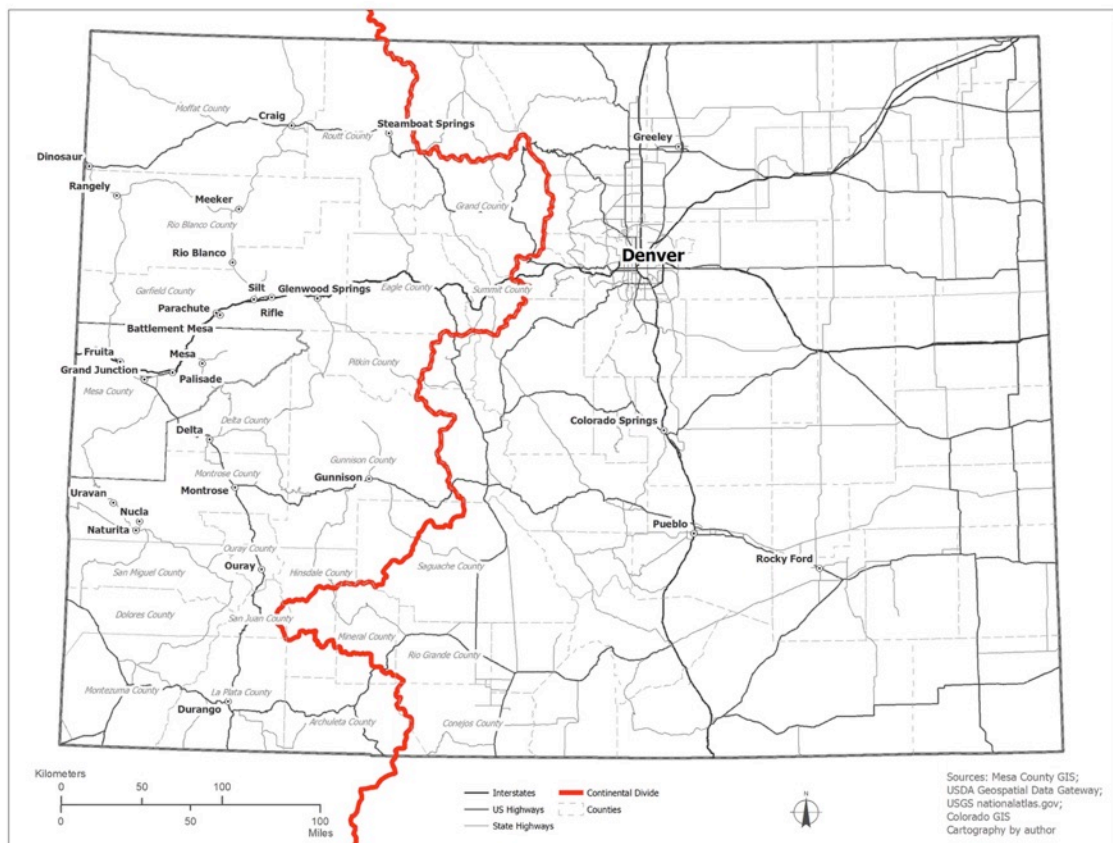 Moffat County
Craig
Routt County
Steamboat Springs
Greeley
Dinosaur
Rangely
Meeker
Grand County
Rio Blanco County
Rio Blanco
Denver
Silt
Glenwood Springs
Eagle County
Summit County
Garfield County
Parachute
Rifle
Battlement Mesa
Fruita
Mesa
Pitkin County
Grand Junction
Palisade
Mesa County
Delta County
Colorado Springs
Delta
Gunnison County
Montrose County
Gunnison
Uravan
Montrose
Nucla
Naturita
Pueblo
Ouray County
Rocky Ford
Ouray
Saguache County
San Miguel County
Hinsdale County
Dolores County
San Juan County
Mineral County
Rio Grande County
Montezuma County
La Plata County
Durango
Archuleta County
Conejos County
Kilometers
0 50 100
0 50 100
Miles
Interstates
US Highways
State Highways
Continental Divide
Counties
N
Sources: Mesa County GIS;
USDA Geospatial Data Gateway;
USGS nationalatlas.gov;
Colorado GIS
Cartography by author